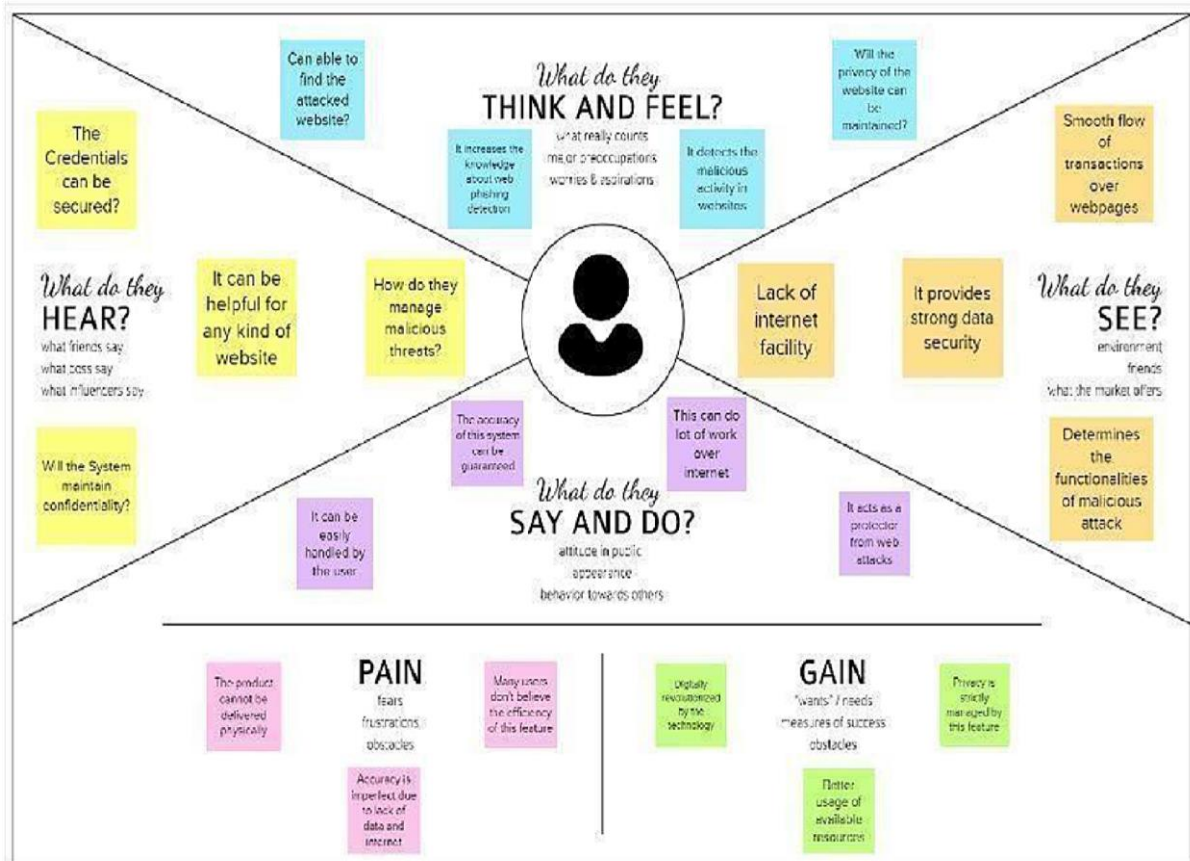 What do they
THINK AND FEEL?
what really counts
major preoccupations
worries & aspirations
Can able to
find the
attacked
website?
It increases the
knowledge
about web
phishing
detection
It detects the
malicious
activity in
websites
Will the
privacy of the
website can
be
maintained?
The
Credentials
can be
secured?
What do they
HEAR?
what friends say
what boss say
what influencers say
It can be
helpful for
any kind of
website
How do they
manage
malicious
threats?
Will the System
maintain
confidentiality?
Smooth flow
of
transactions
over
webpages
Lack of
internet
facility
It provides
strong data
security
What do they
SEE?
environment
friends
what the market offers
Determines
the
functionalities
of malicious
attack
The accuracy
of this system
can be
guaranteed
This can do
lot of work
over
internet
What do they
SAY AND DO?
attitude in public
appearance
behavior towards others
It can be
easily
handled by
the user
It acts as a
protector
from web
attacks
PAIN
fears
frustrations
obstacles
The product
cannot be
delivered
physically
Many users
don't believe
the efficiency
of this feature
Accuracy is
imperfect due
to lack of
data and
internet
GAIN
"wants" / needs
measures of success
obstacles
Digitally
revolutionized
by the
technology
Privacy is
strictly
managed by
this feature
Better
usage of
available
resources